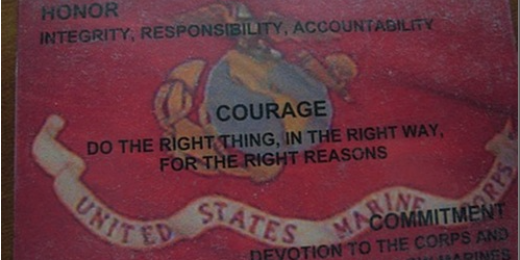 HONOR
INTEGRITY, RESPONSIBILITY, ACCOUNTABILITY
COURAGE
DO THE RIGHT THING, IN THE RIGHT WAY,
FOR THE RIGHT REASONS
UNITED STATES MARINE CORPS
COMMITMENT
DEVOTION TO THE CORPS AND
MARINES